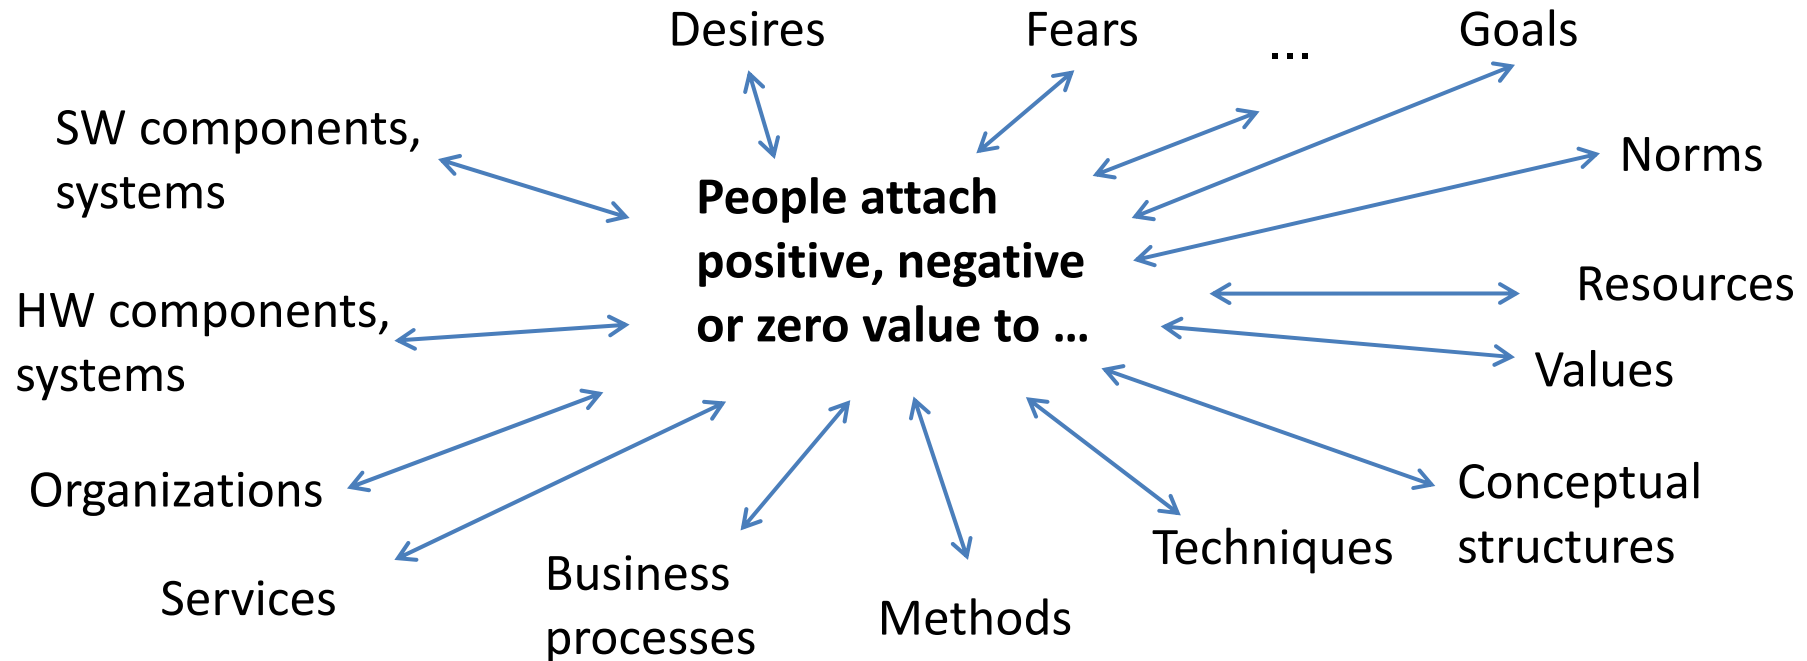 Desires
Fears
...
Goals
SW components,
systems
Norms
People attach
positive, negative
or zero value to ...
Resources
HW components,
systems
Values
Organizations
Conceptual
structures
Techniques
Business
processes
Services
Methods